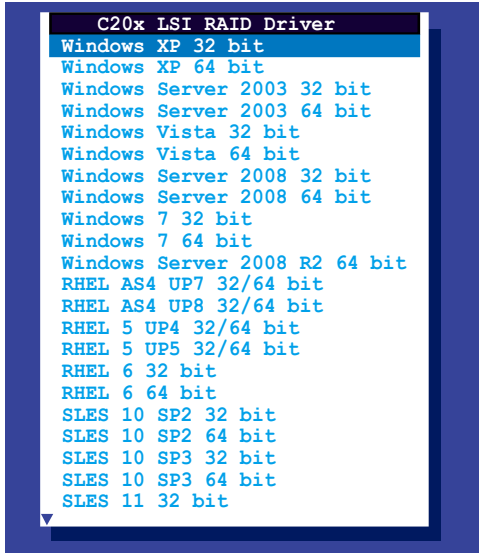 C20x LSI RAID Driver
Windows XP 32 bit
Windows XP 64 bit
Windows Server 2003 32 bit
Windows Server 2003 64 bit
Windows Vista 32 bit
Windows Vista 64 bit
Windows Server 2008 32 bit
Windows Server 2008 64 bit
Windows 7 32 bit
Windows 7 64 bit
Windows Server 2008 R2 64 bit
RHEL AS4 UP7 32/64 bit
RHEL AS4 UP8 32/64 bit
RHEL 5 UP4 32/64 bit
RHEL 5 UP5 32/64 bit
RHEL 6 32 bit
RHEL 6 64 bit
SLES 10 SP2 32 bit
SLES 10 SP2 64 bit
SLES 10 SP3 32 bit
SLES 10 SP3 64 bit
SLES 11 32 bit